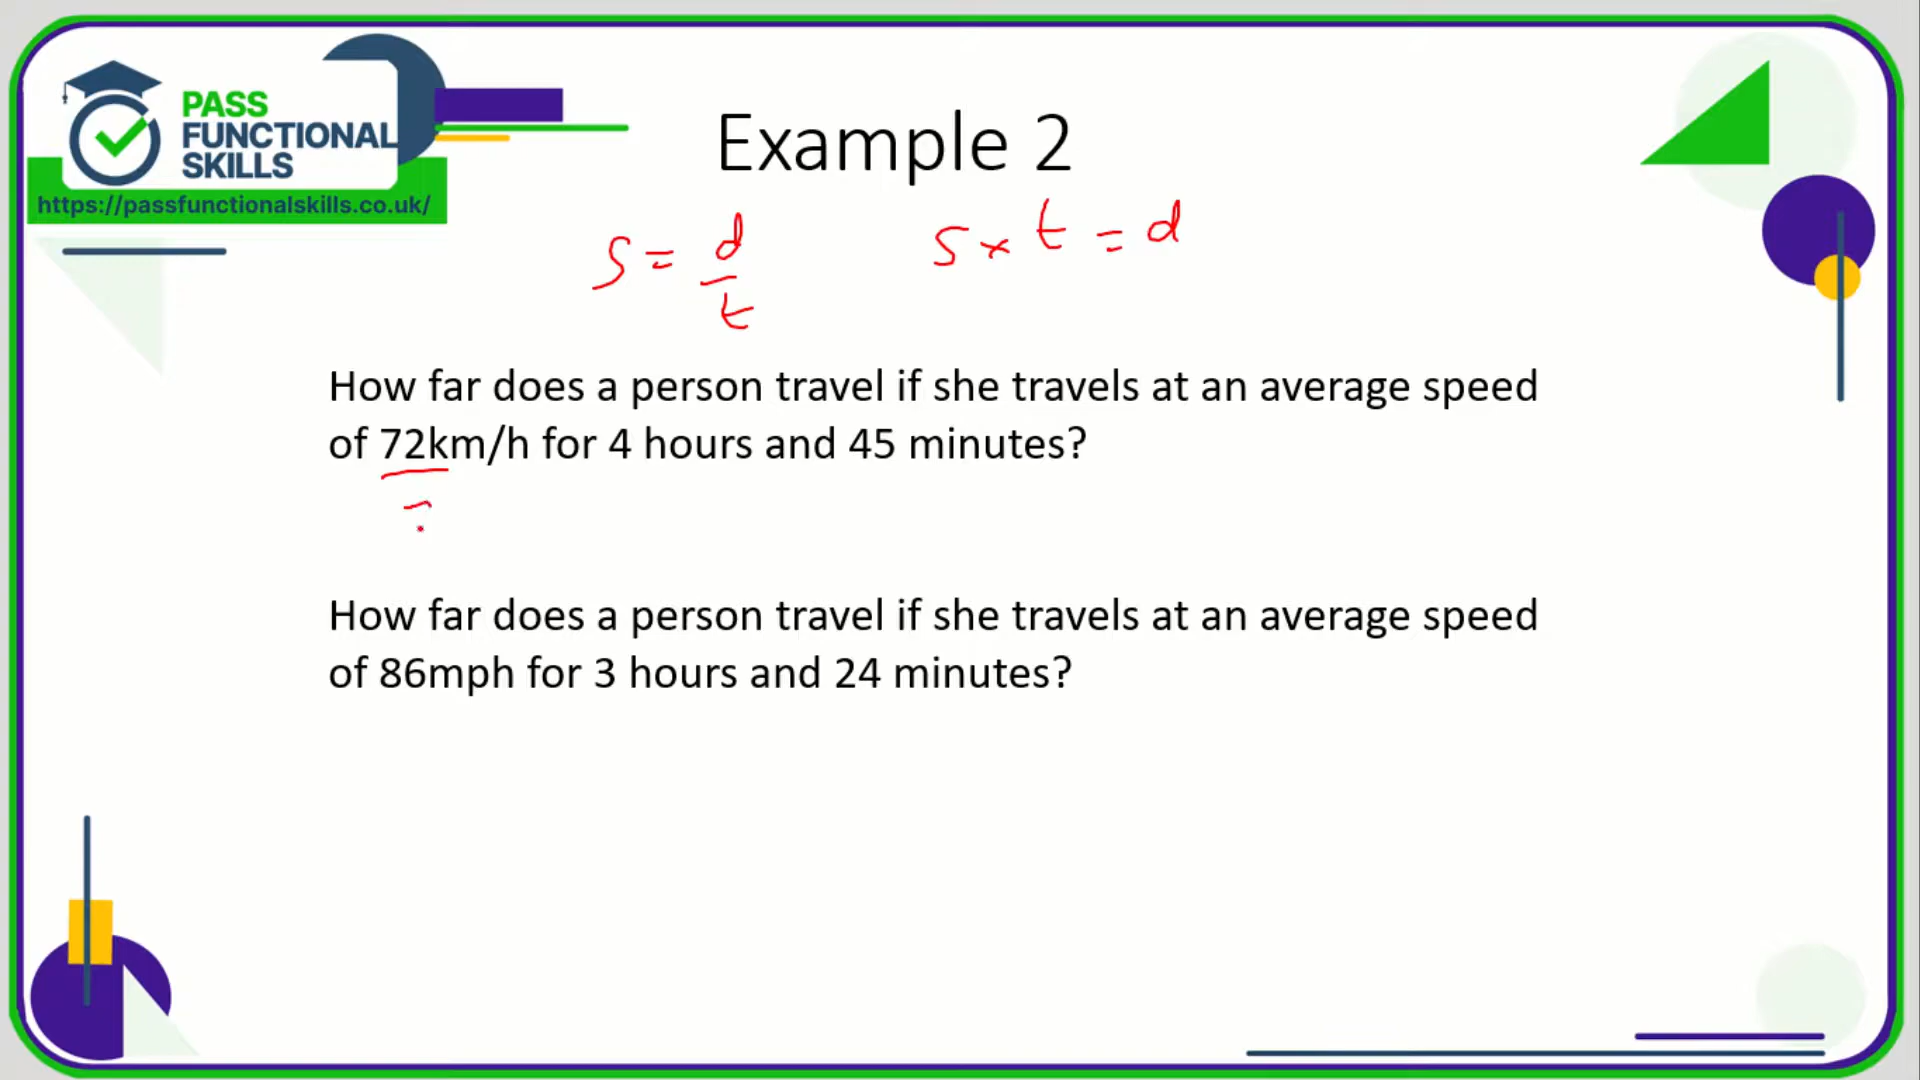 PASS
FUNCTIONAL
SKILLS
https://passfunctionalskills.co.uk/
Example 2
s = d/t
s × t = d
How far does a person travel if she travels at an average speed
of 72km/h for 4 hours and 45 minutes?
How far does a person travel if she travels at an average speed
of 86mph for 3 hours and 24 minutes?